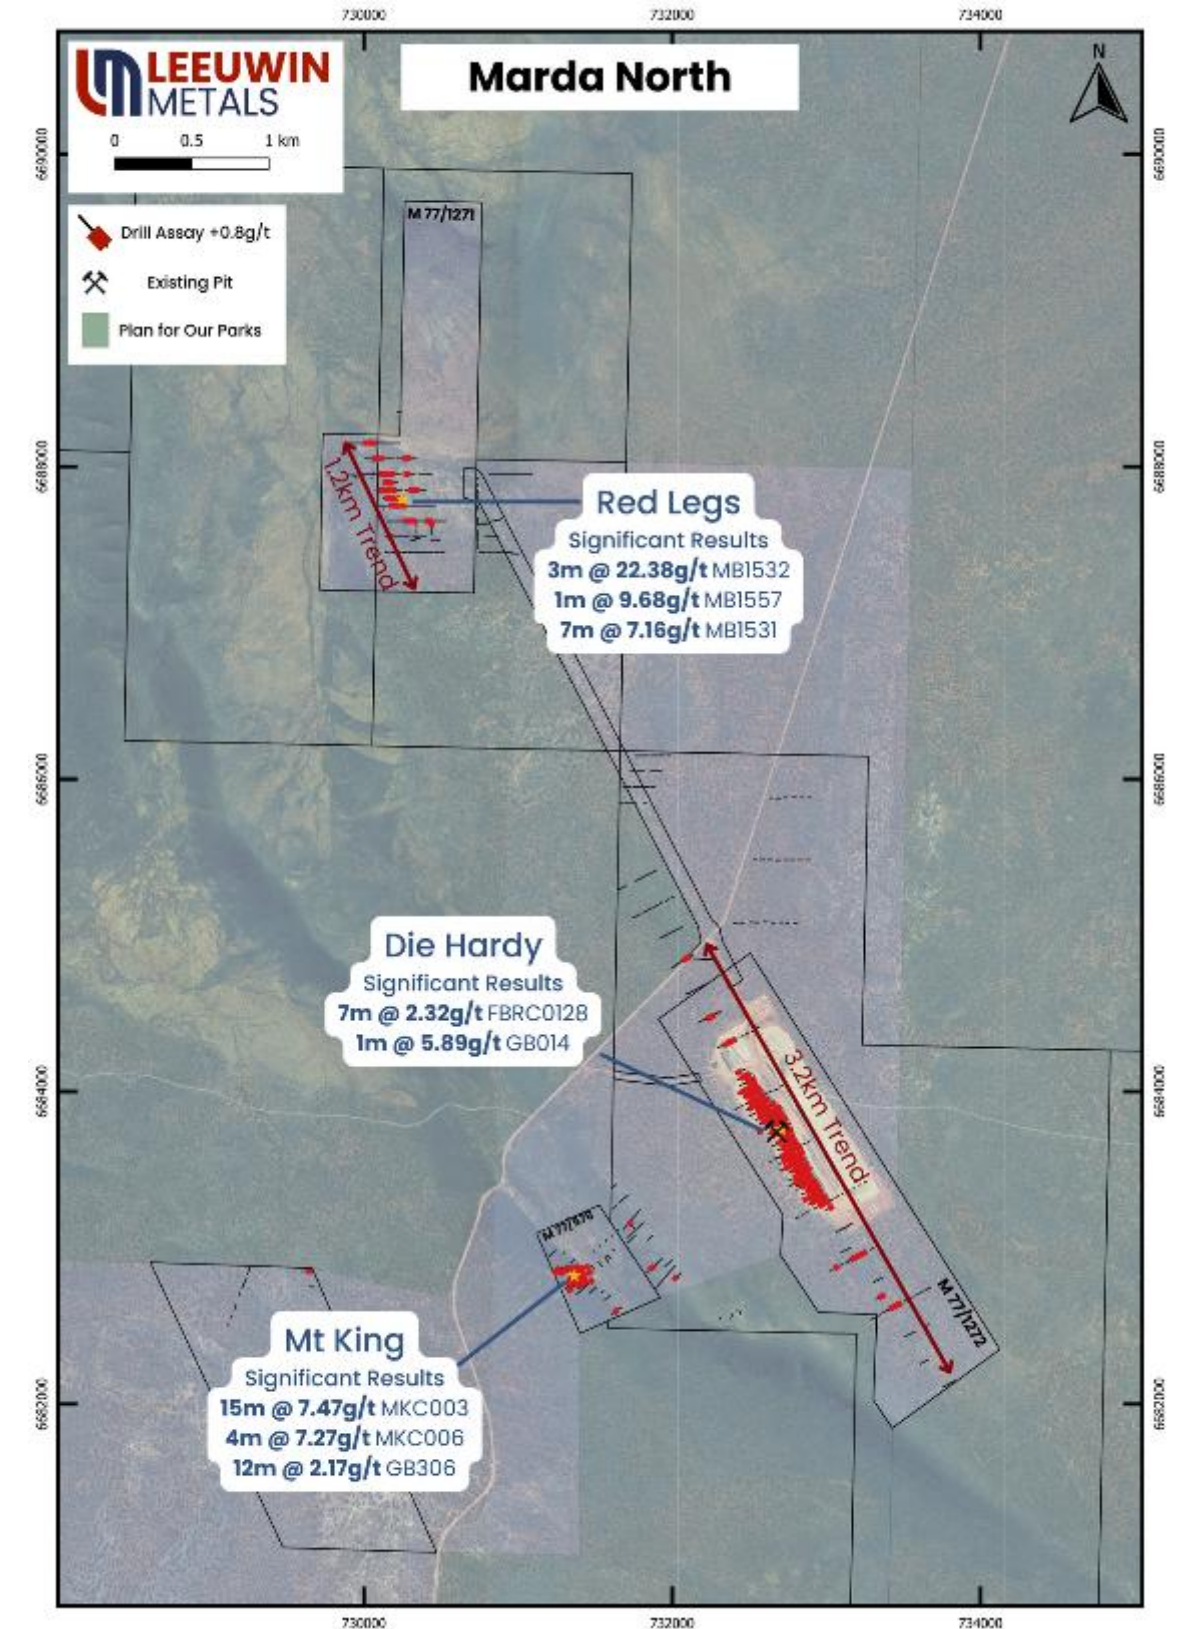 730000
732000
734000
LEEUWIN
METALS
Marda North
N
0 0.5 1 km
6690000
6690000
Drill Assay +0.8g/t
Existing Pit
Plan for Our Parks
M 77/1271
6688000
6688000
1.2km Trend
Red Legs
Significant Results
3m @ 22.38g/t MB1532
1m @ 9.68g/t MB1557
7m @ 7.16g/t MB1531
6686000
6686000
Die Hardy
Significant Results
7m @ 2.32g/t FBRC0128
1m @ 5.89g/t GB014
3.2km Trend
6684000
6684000
M 77/1272
Mt King
Significant Results
15m @ 7.47g/t MKC003
4m @ 7.27g/t MKC006
12m @ 2.17g/t GB306
6682000
6682000
730000
732000
734000